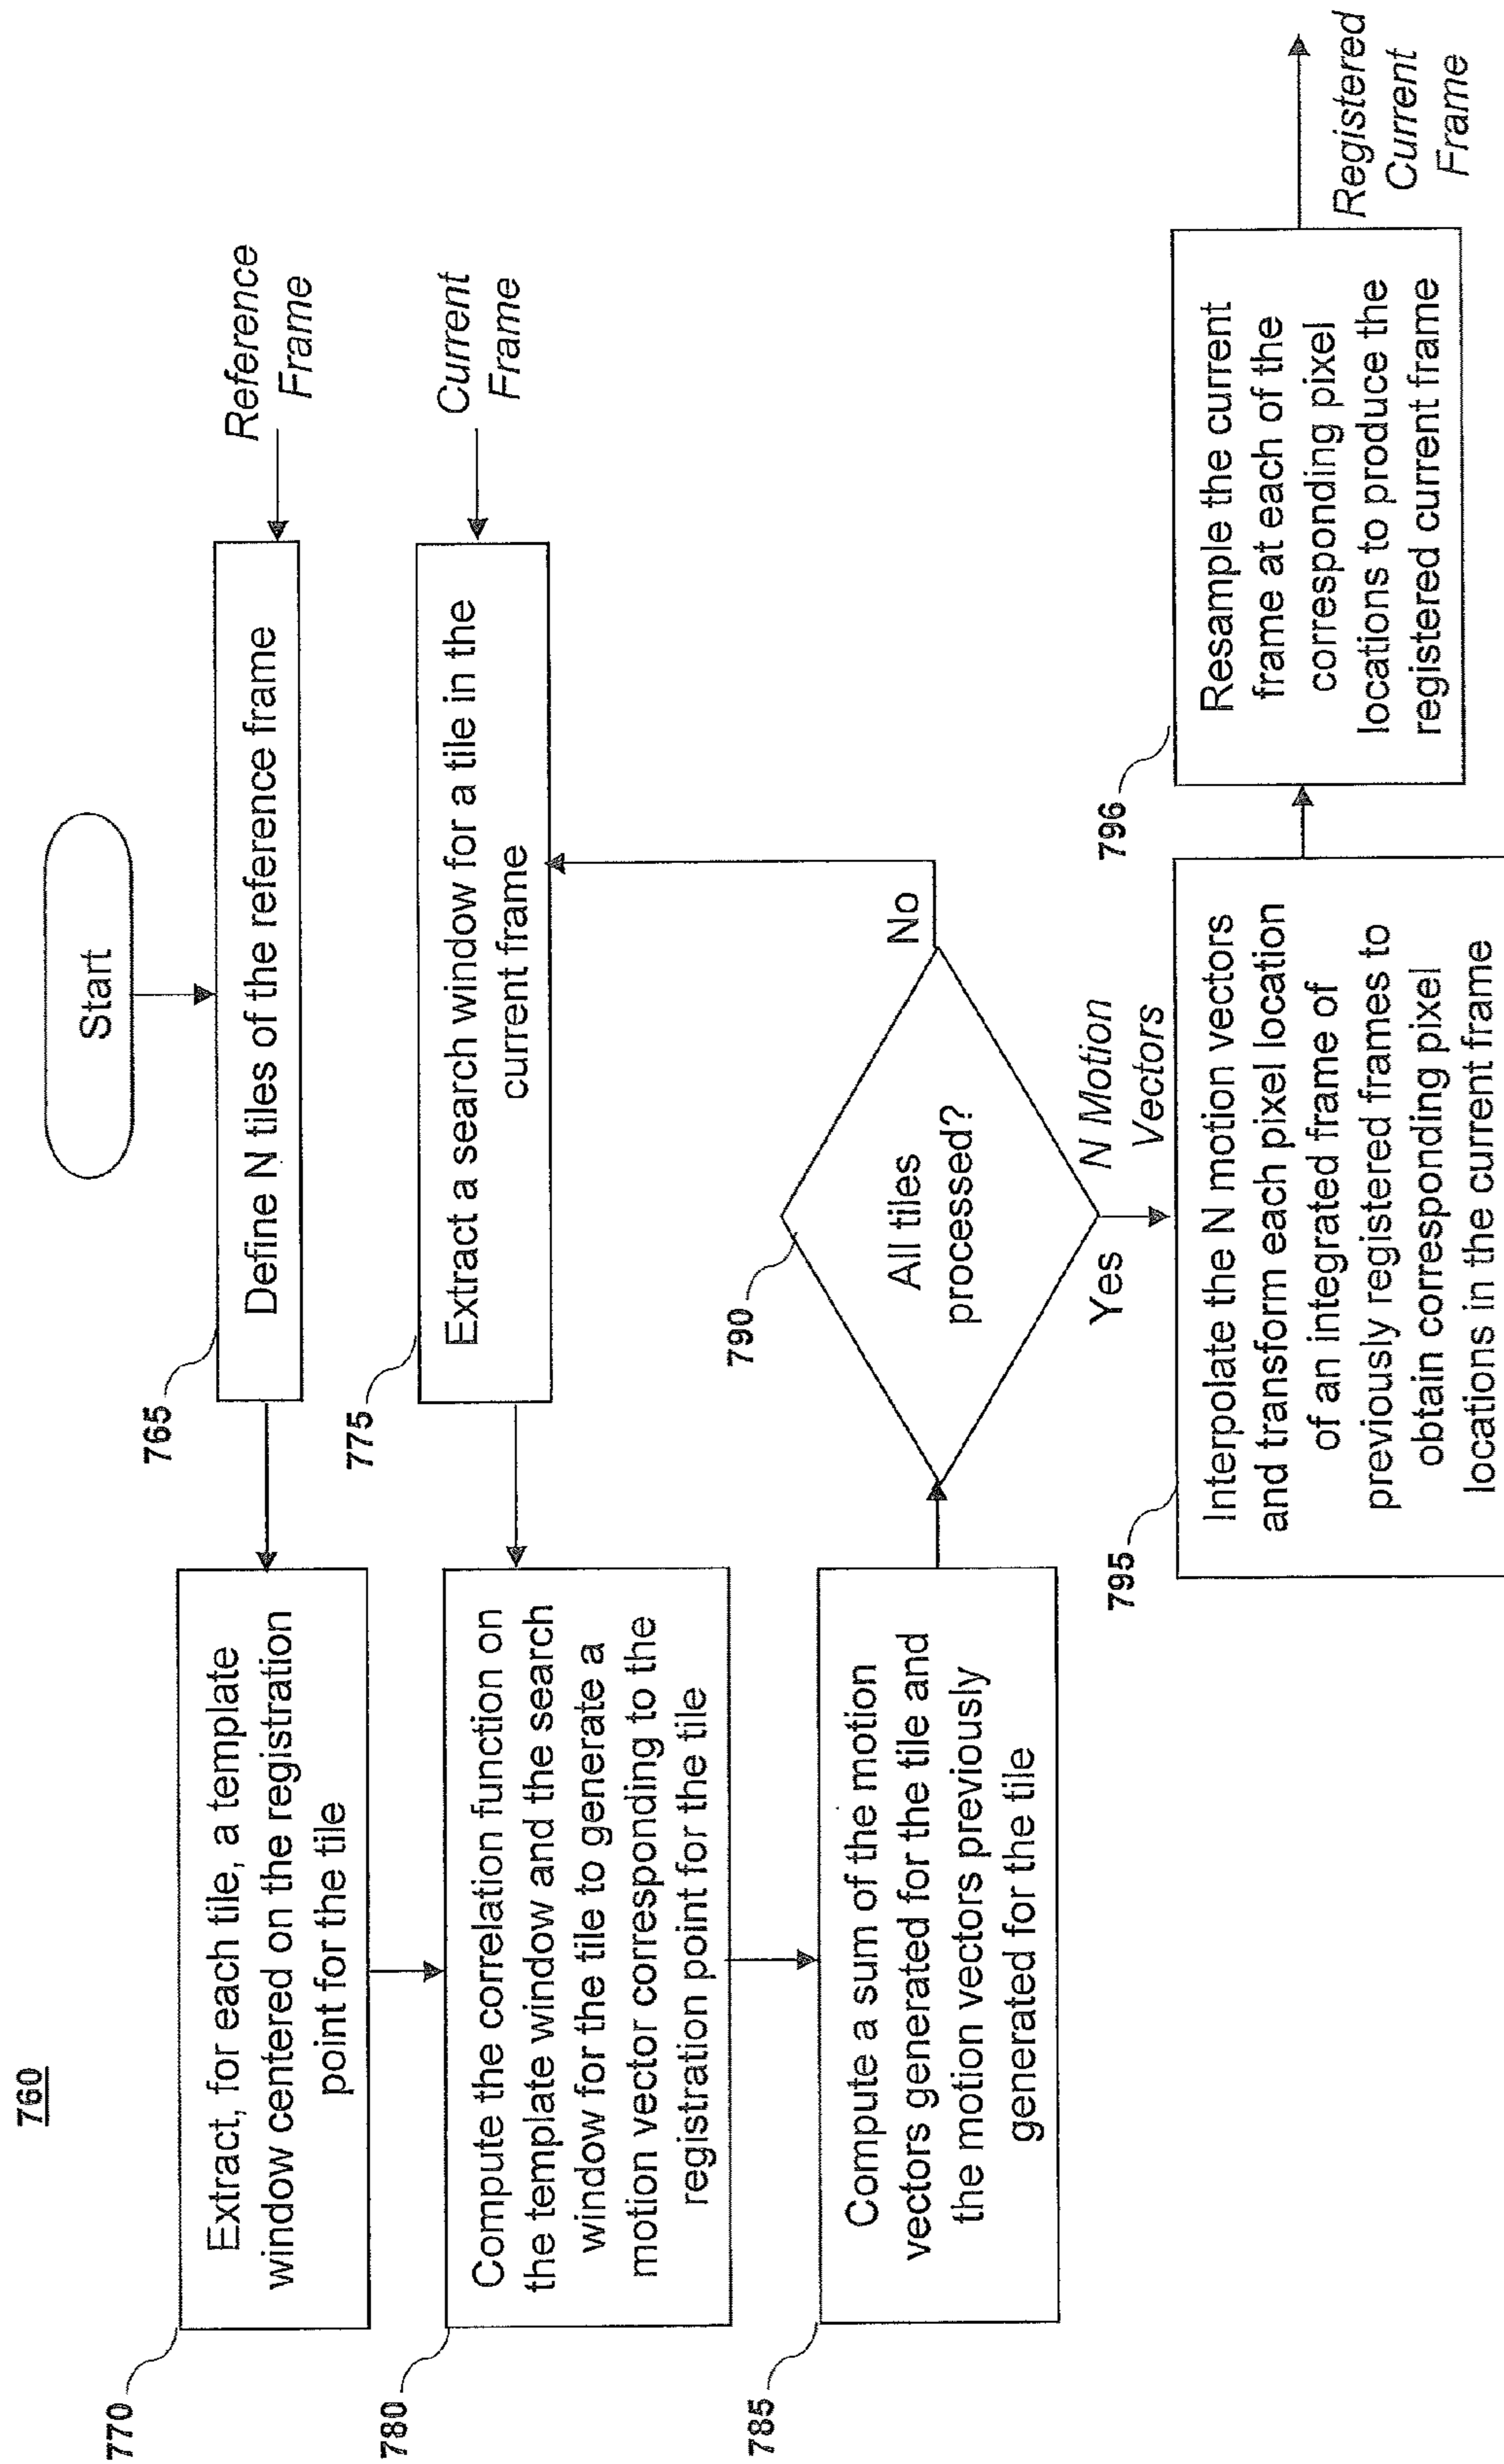 760
Start
765
Define N tiles of the reference frame
Reference
Frame
770
Extract, for each tile, a template
window centered on the registration
point for the tile
775
Extract a search window for a tile in the
current frame
Current
Frame
780
Compute the correlation function on
the template window and the search
window for the tile to generate a
motion vector corresponding to the
registration point for the tile
785
Compute a sum of the motion
vectors generated for the tile and
the motion vectors previously
generated for the tile
790
All tiles
processed?
No
Yes
N Motion
Vectors
795
Interpolate the N motion vectors
and transform each pixel location
of an integrated frame of
previously registered frames to
obtain corresponding pixel
locations in the current frame
796
Resample the current
frame at each of the
corresponding pixel
locations to produce the
registered current frame
Registered
Current
Frame